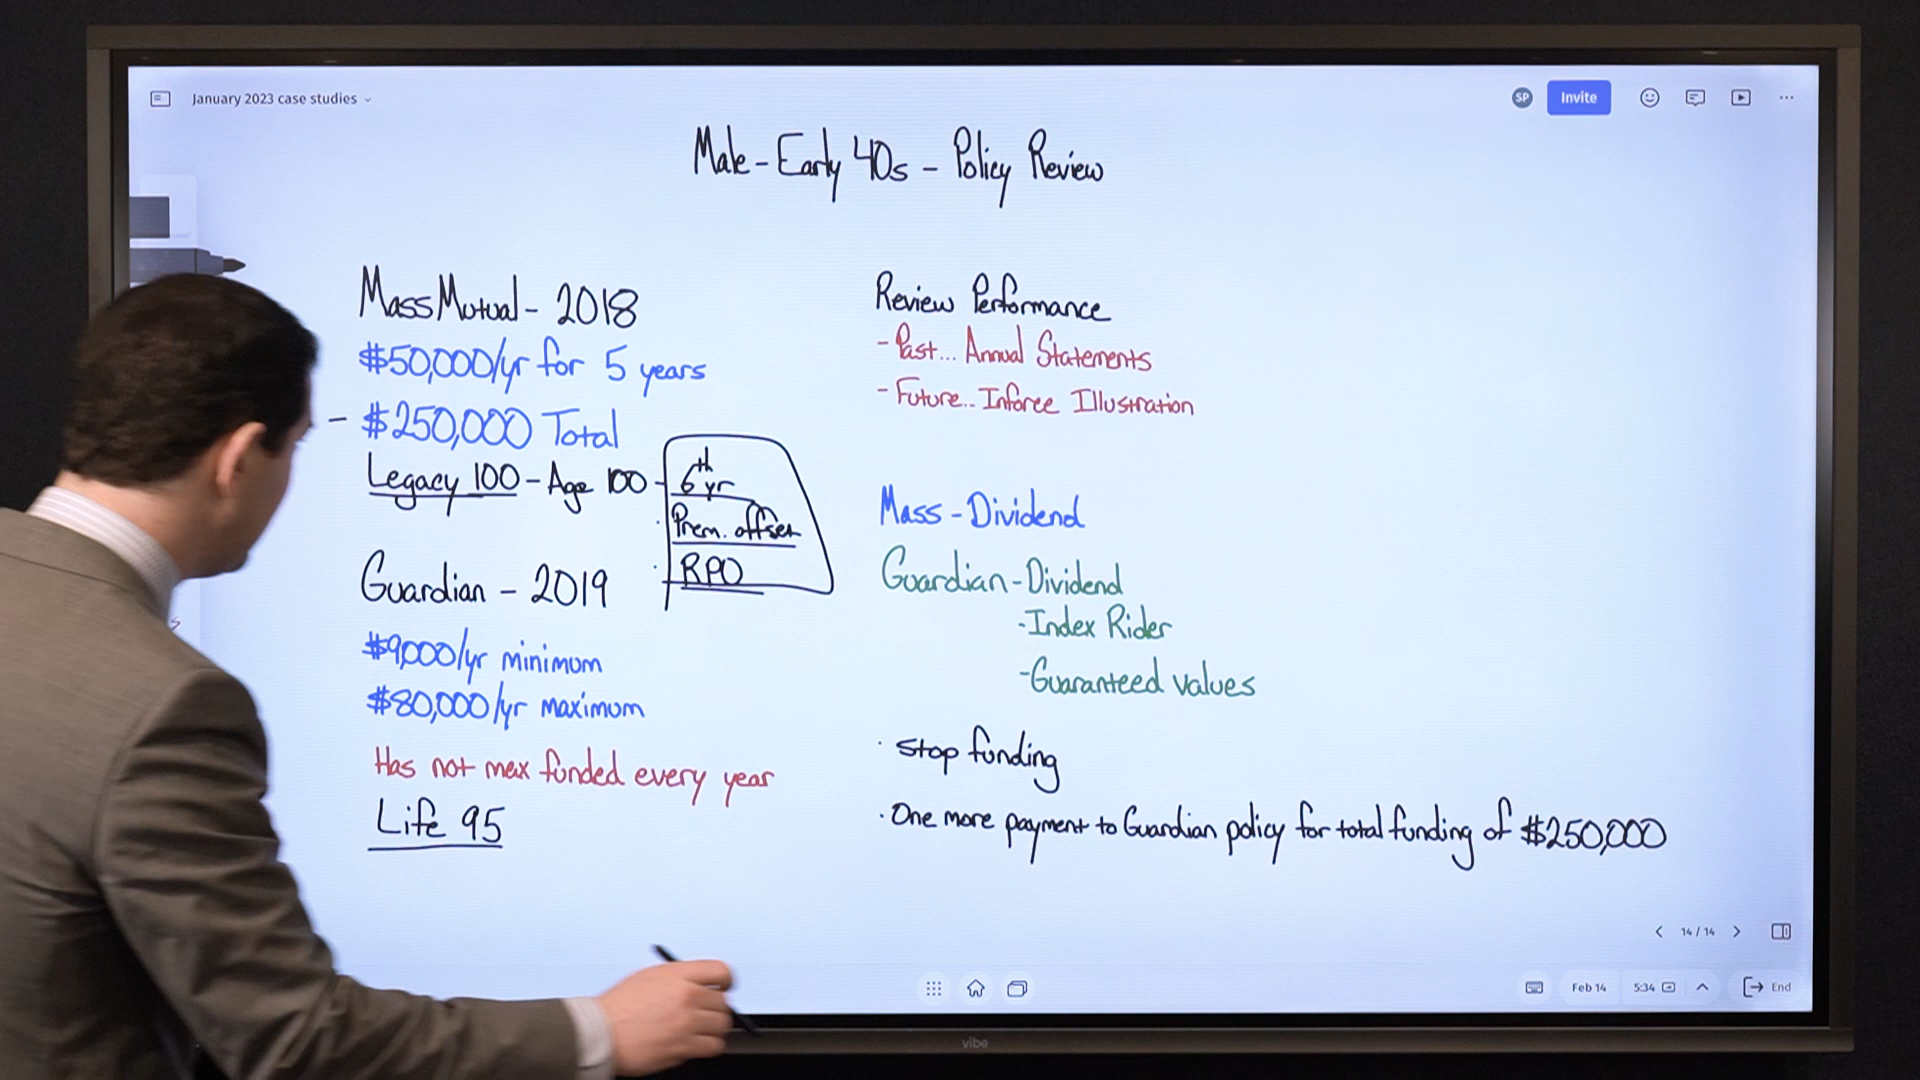 January 2023 case studies
SP
Invite
Male - Early 40s - Policy Review
MassMutual - 2018
$50,000/yr for 5 years
- $250,000 Total
Legacy 100 - Age 100 -
6th yr
Prem. offset
RPO
Guardian - 2019
$9,000/yr minimum
$80,000/yr maximum
Has not max funded every year
Life 95
Review Performance
- Past... Annual Statements
- Future... Inforce Illustration
Mass - Dividend
Guardian - Dividend
- Index Rider
- Guaranteed values
· Stop funding
· One more payment to Guardian policy for total funding of $250,000
14 / 14
Feb 14
5:34
End
vibe